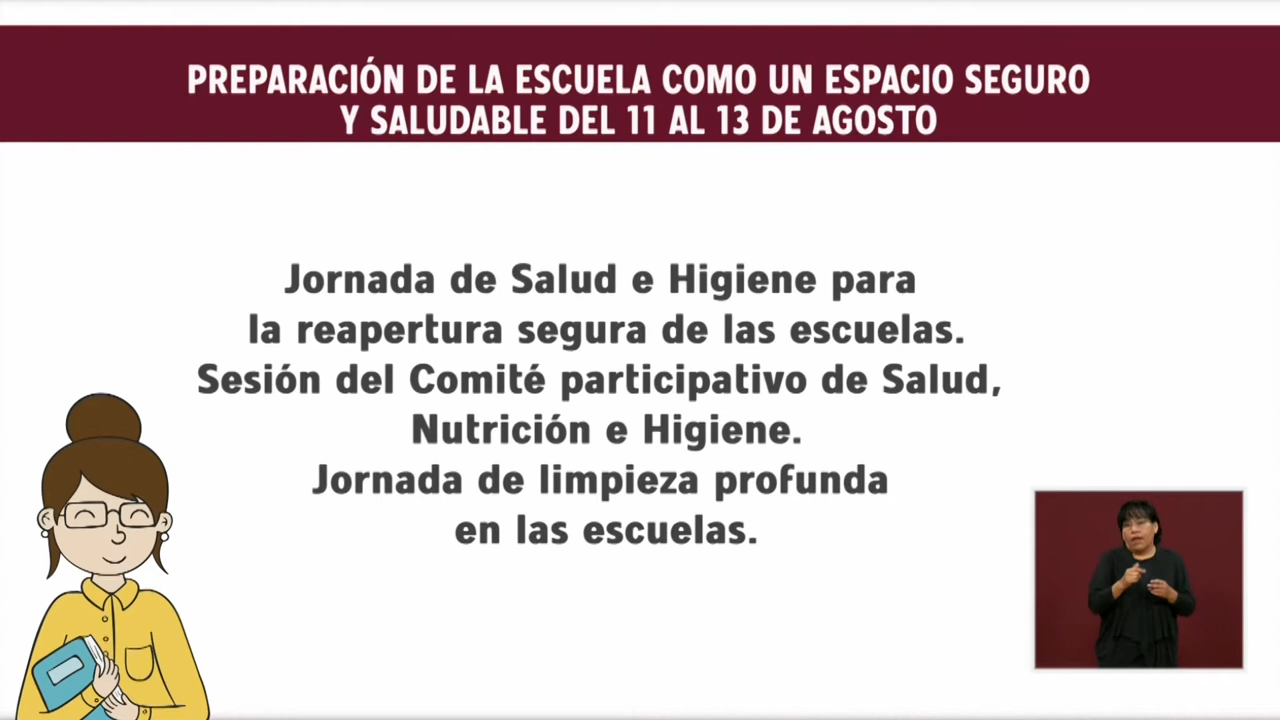 PREPARACIÓN DE LA ESCUELA COMO UN ESPACIO SEGURO
Y SALUDABLE DEL 11 AL 13 DE AGOSTO
Jornada de Salud e Higiene para
la reapertura segura de las escuelas.
Sesión del Comité participativo de Salud,
Nutrición e Higiene.
Jornada de limpieza profunda
en las escuelas.